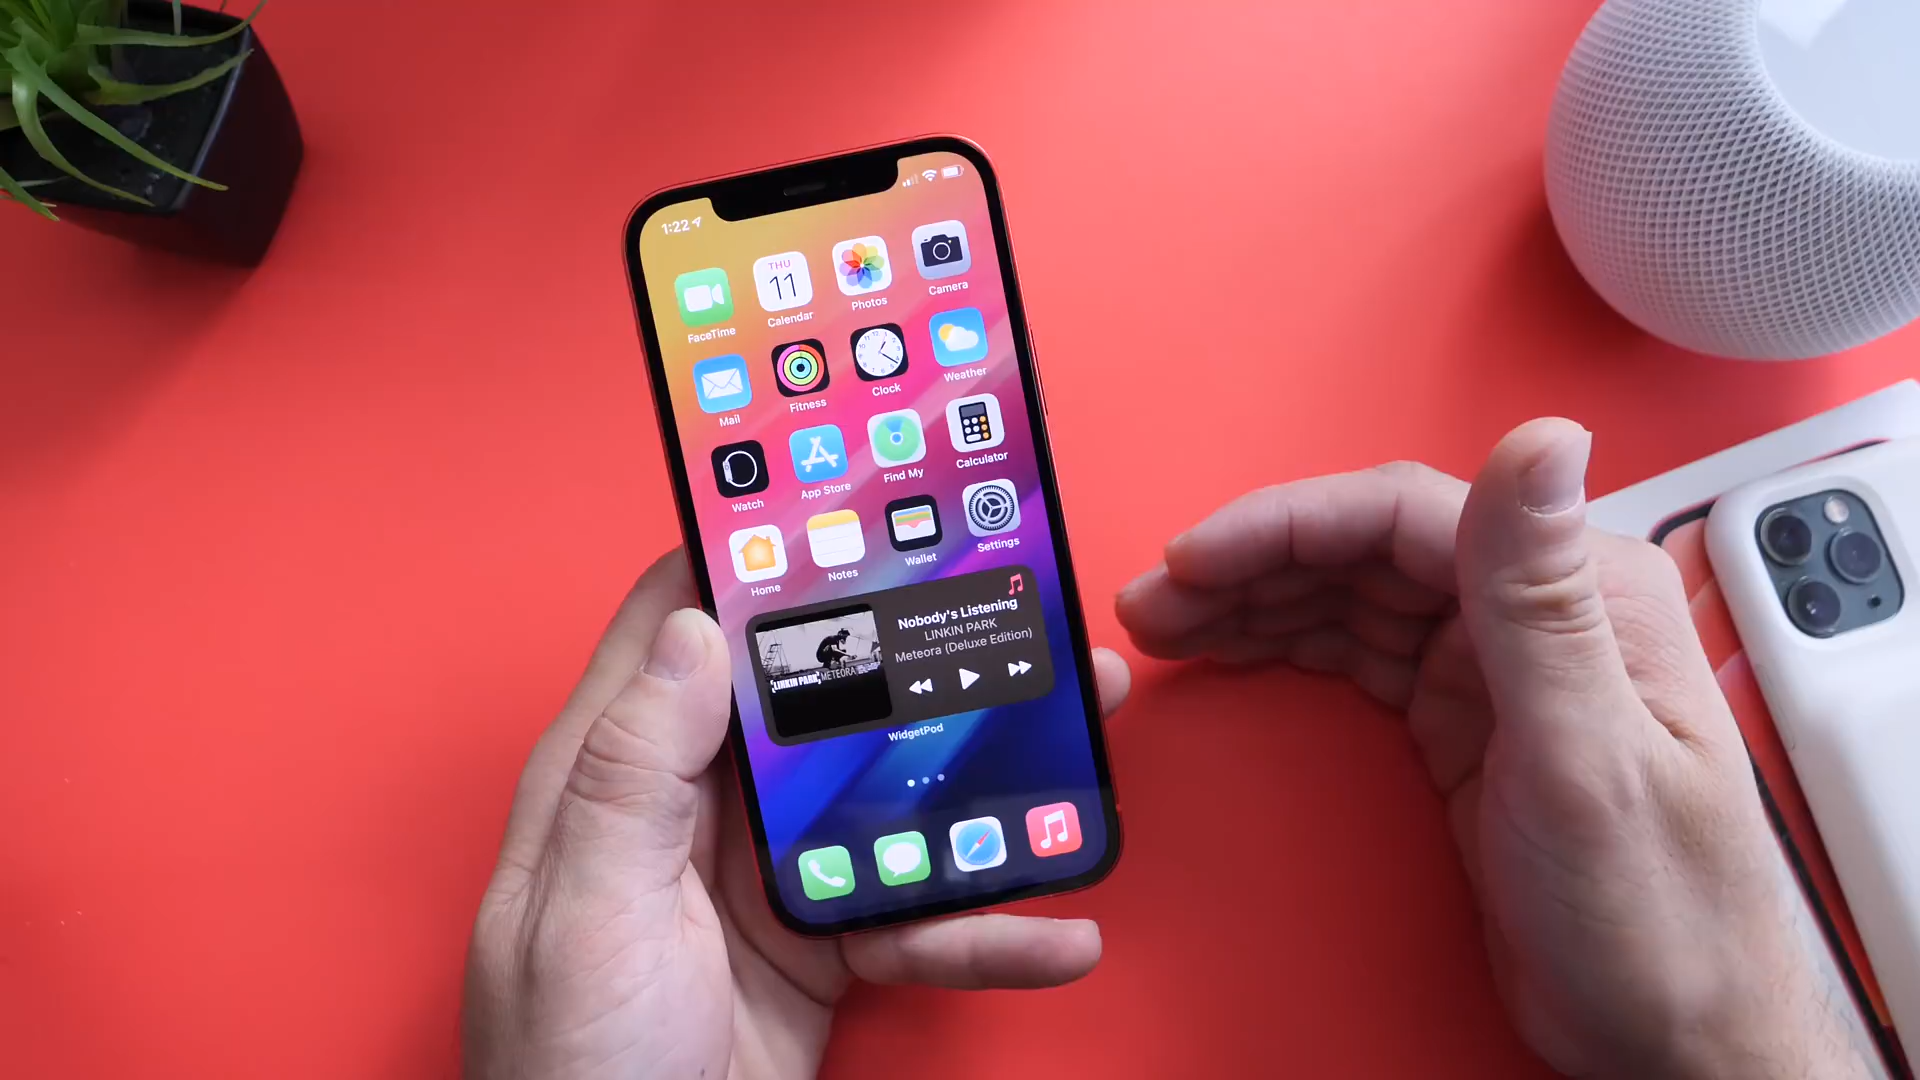 1:22
FaceTime
THU
11
Calendar
Photos
Camera
Mail
Fitness
Clock
Weather
Watch
App Store
Find My
Calculator
Home
Notes
Wallet
Settings
LINKIN PARK METEORA
Nobody's Listening
LINKIN PARK
Meteora (Deluxe Edition)
WidgetPod